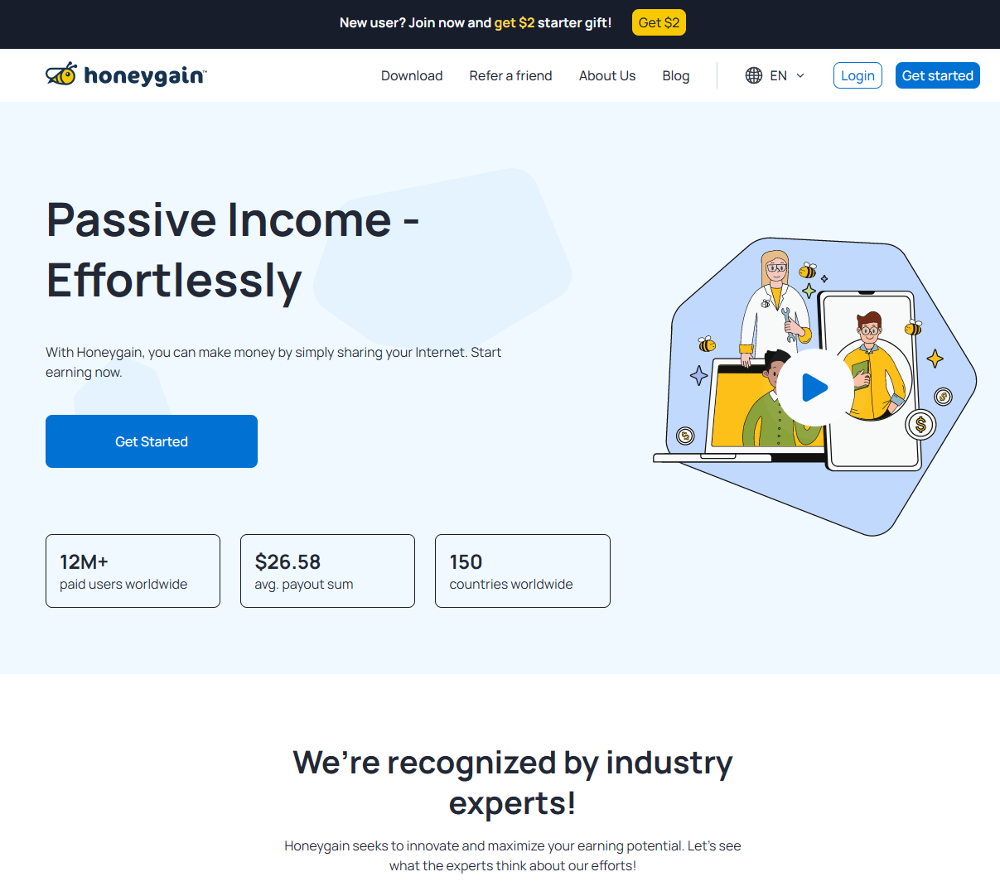 New user? Join now and get $2 starter gift! Get $2
honeygain™ Download Refer a friend About Us Blog EN Login Get started
Passive Income -
Effortlessly
With Honeygain, you can make money by simply sharing your Internet. Start
earning now.
Get Started
12M+
paid users worldwide
$26.58
avg. payout sum
150
countries worldwide
$
$
$
We’re recognized by industry
experts!
Honeygain seeks to innovate and maximize your earning potential. Let’s see
what the experts think about our efforts!